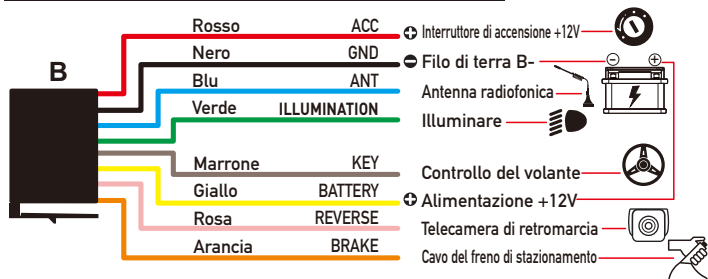 B
Rosso ACC Interruttore di accensione +12V
Nero GND Filo di terra B-
Blu ANT Antenna radiofonica
Verde ILLUMINATION Illuminare
Marrone KEY Controllo del volante
Giallo BATTERY Alimentazione +12V
Rosa REVERSE Telecamera di retromarcia
Arancia BRAKE Cavo del freno di stazionamento